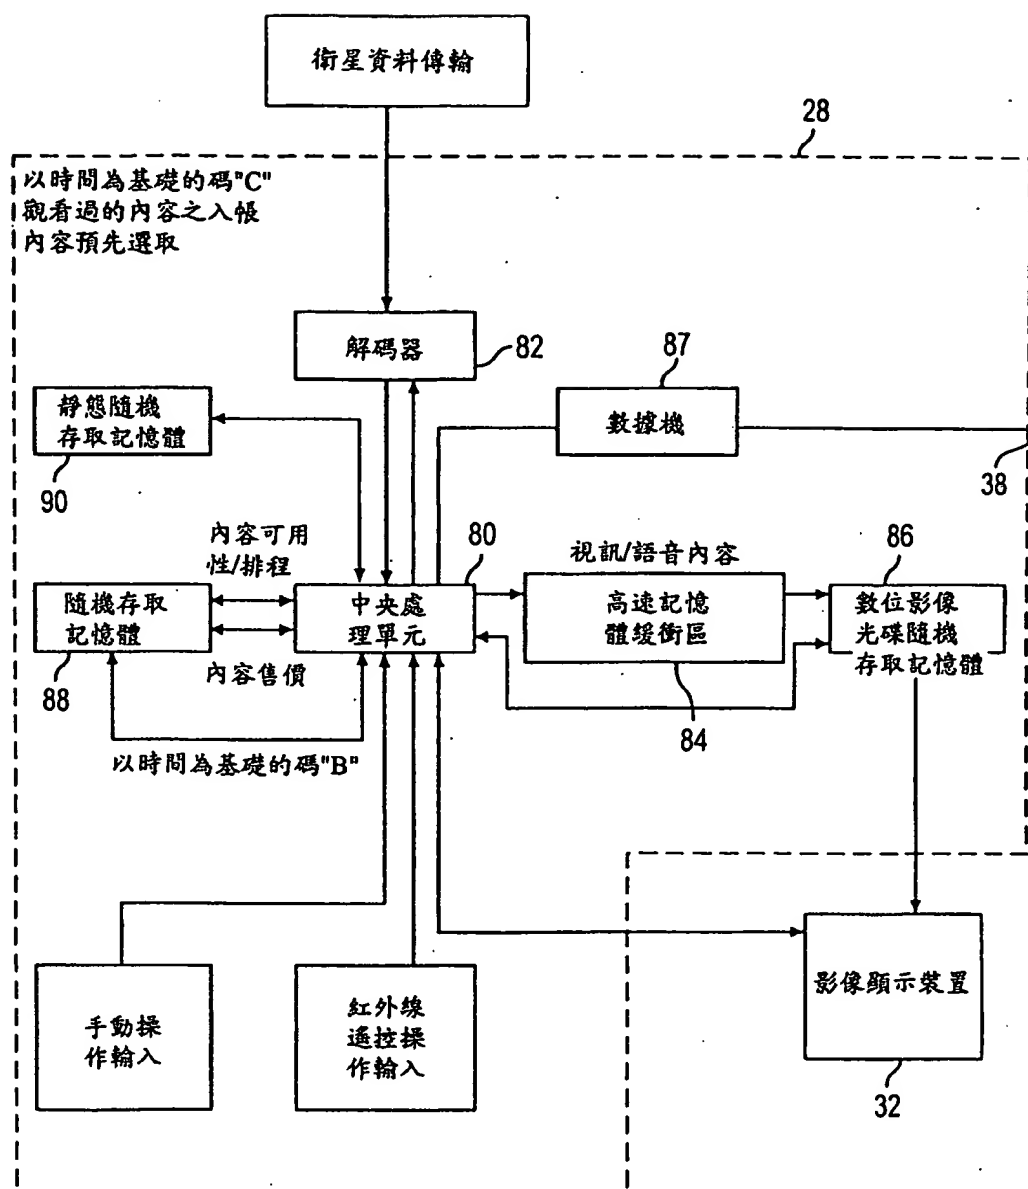 衛星資料傳輸
28
以時間為基礎的碼"C"
觀看過的內容之入帳
內容預先選取
解碼器
82
87
數據機
38
靜態隨機
存取記憶體
90
內容可用
性/排程
80
視訊/語音內容
86
隨機存取
記憶體
88
中央處
理單元
高速記憶
體緩衝區
84
數位影像
光碟隨機
存取記憶體
內容售價
以時間為基礎的碼"B"
手動操
作輸入
紅外線
遙控操
作輸入
影像顯示裝置
32